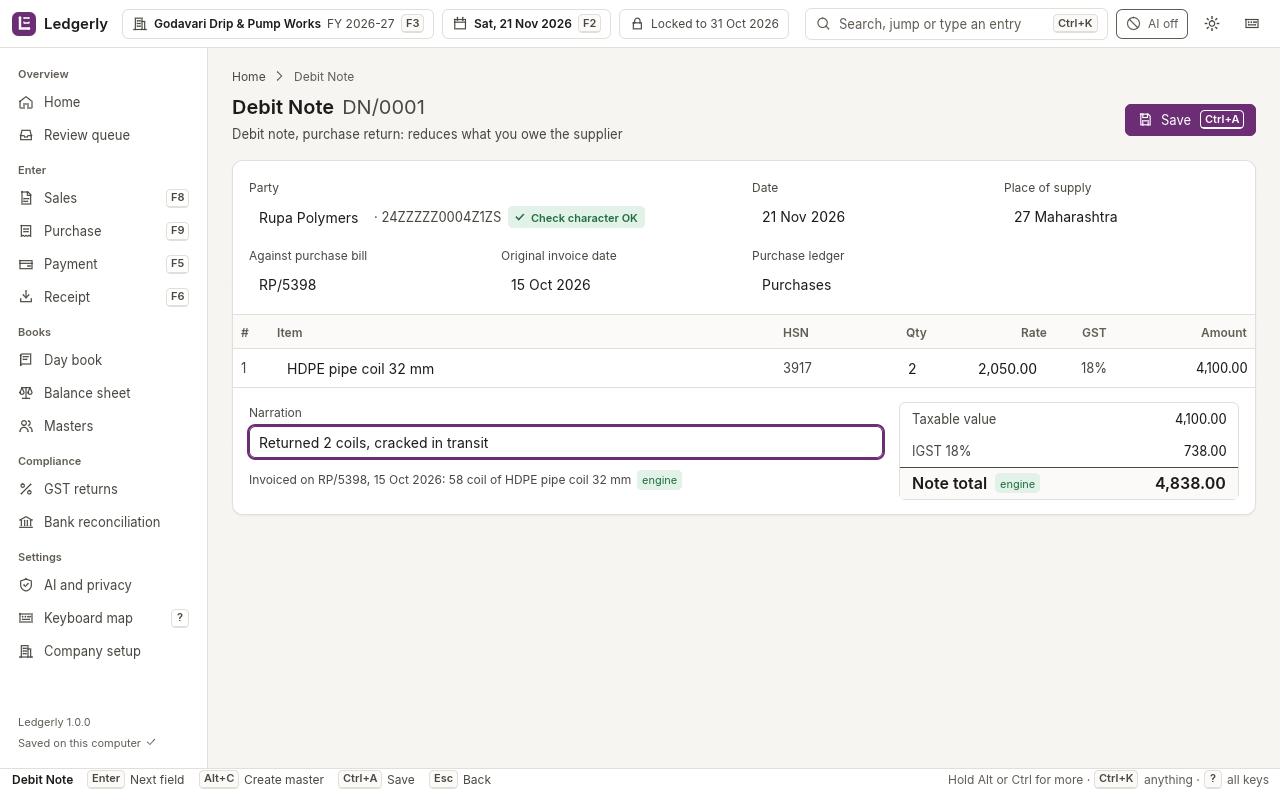 Ledgerly
Godavari Drip & Pump Works FY 2026-27 F3
Sat, 21 Nov 2026 F2
Locked to 31 Oct 2026
Search, jump or type an entry Ctrl+K
AI off
Overview
Home
Review queue
Enter
Sales F8
Purchase F9
Payment F5
Receipt F6
Books
Day book
Balance sheet
Masters
Compliance
GST returns
Bank reconciliation
Settings
AI and privacy
Keyboard map ?
Company setup
Ledgerly 1.0.0
Saved on this computer
Home Debit Note
Debit Note DN/0001
Debit note, purchase return: reduces what you owe the supplier
Save Ctrl+A
Party Date Place of supply
Rupa Polymers · 24ZZZZZ0004Z1ZS Check character OK 21 Nov 2026 27 Maharashtra
Against purchase bill Original invoice date Purchase ledger
RP/5398 15 Oct 2026 Purchases
# Item HSN Qty Rate GST Amount
1 HDPE pipe coil 32 mm 3917 2 2,050.00 18% 4,100.00
Narration
Returned 2 coils, cracked in transit
Invoiced on RP/5398, 15 Oct 2026: 58 coil of HDPE pipe coil 32 mm engine
Taxable value 4,100.00
IGST 18% 738.00
Note total engine 4,838.00
Debit Note Enter Next field Alt+C Create master Ctrl+A Save Esc Back
Hold Alt or Ctrl for more · Ctrl+K anything · ? all keys